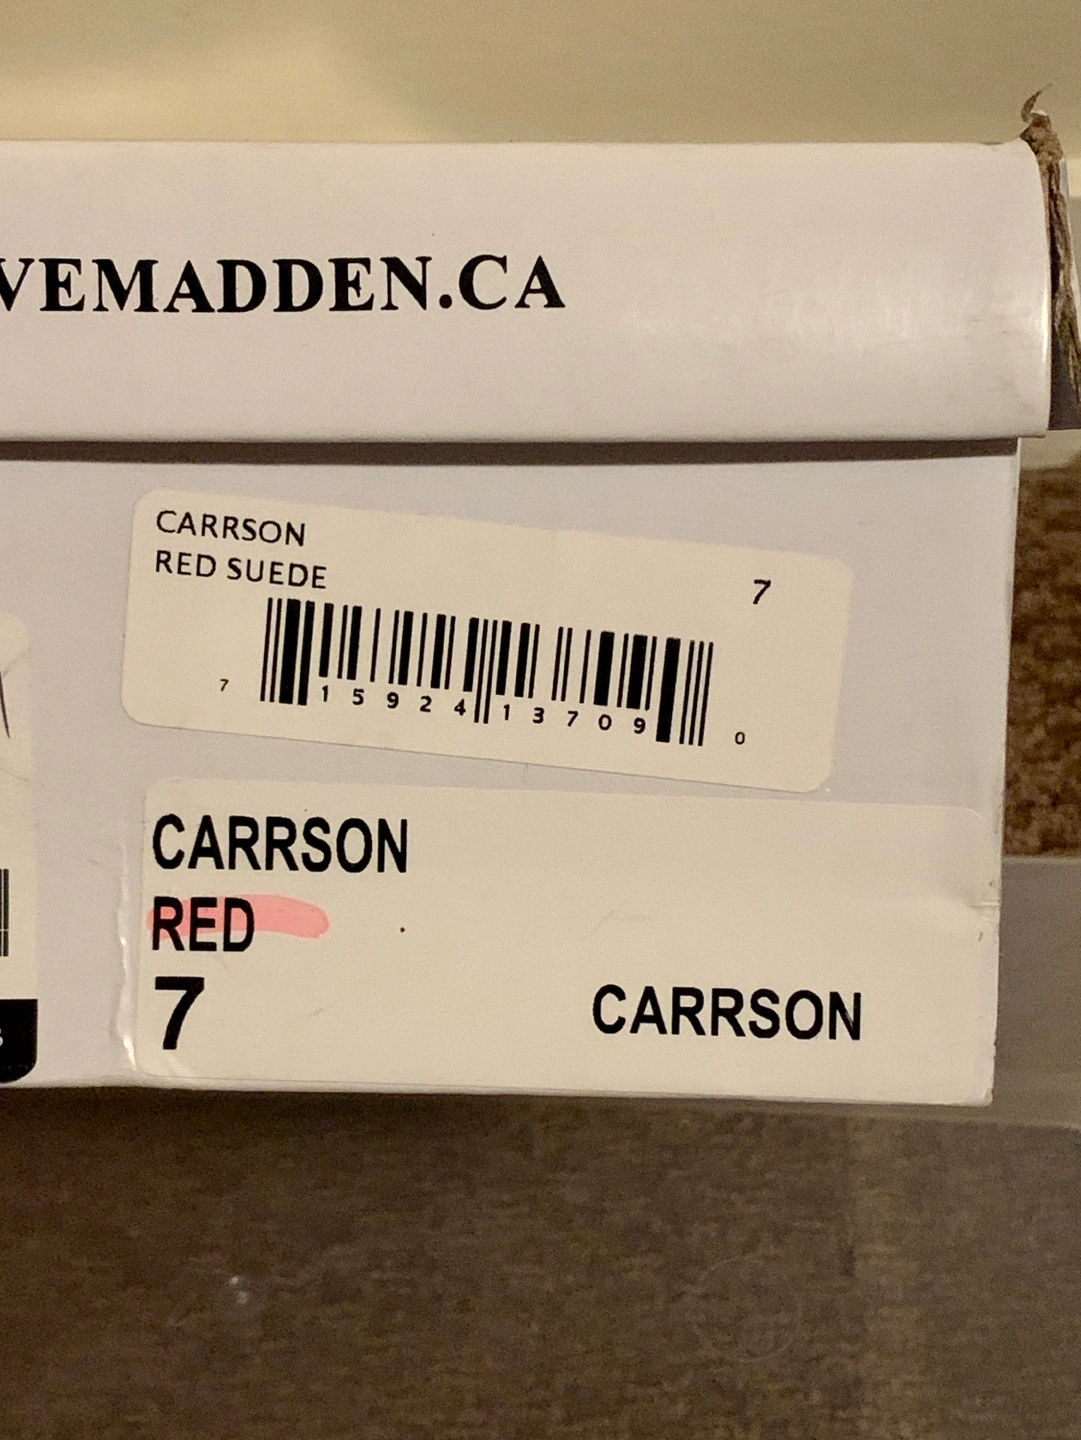 VEMADDEN.CA
CARRSON
RED SUEDE
7
7 15924 13709 0
CARRSON
RED
7
CARRSON